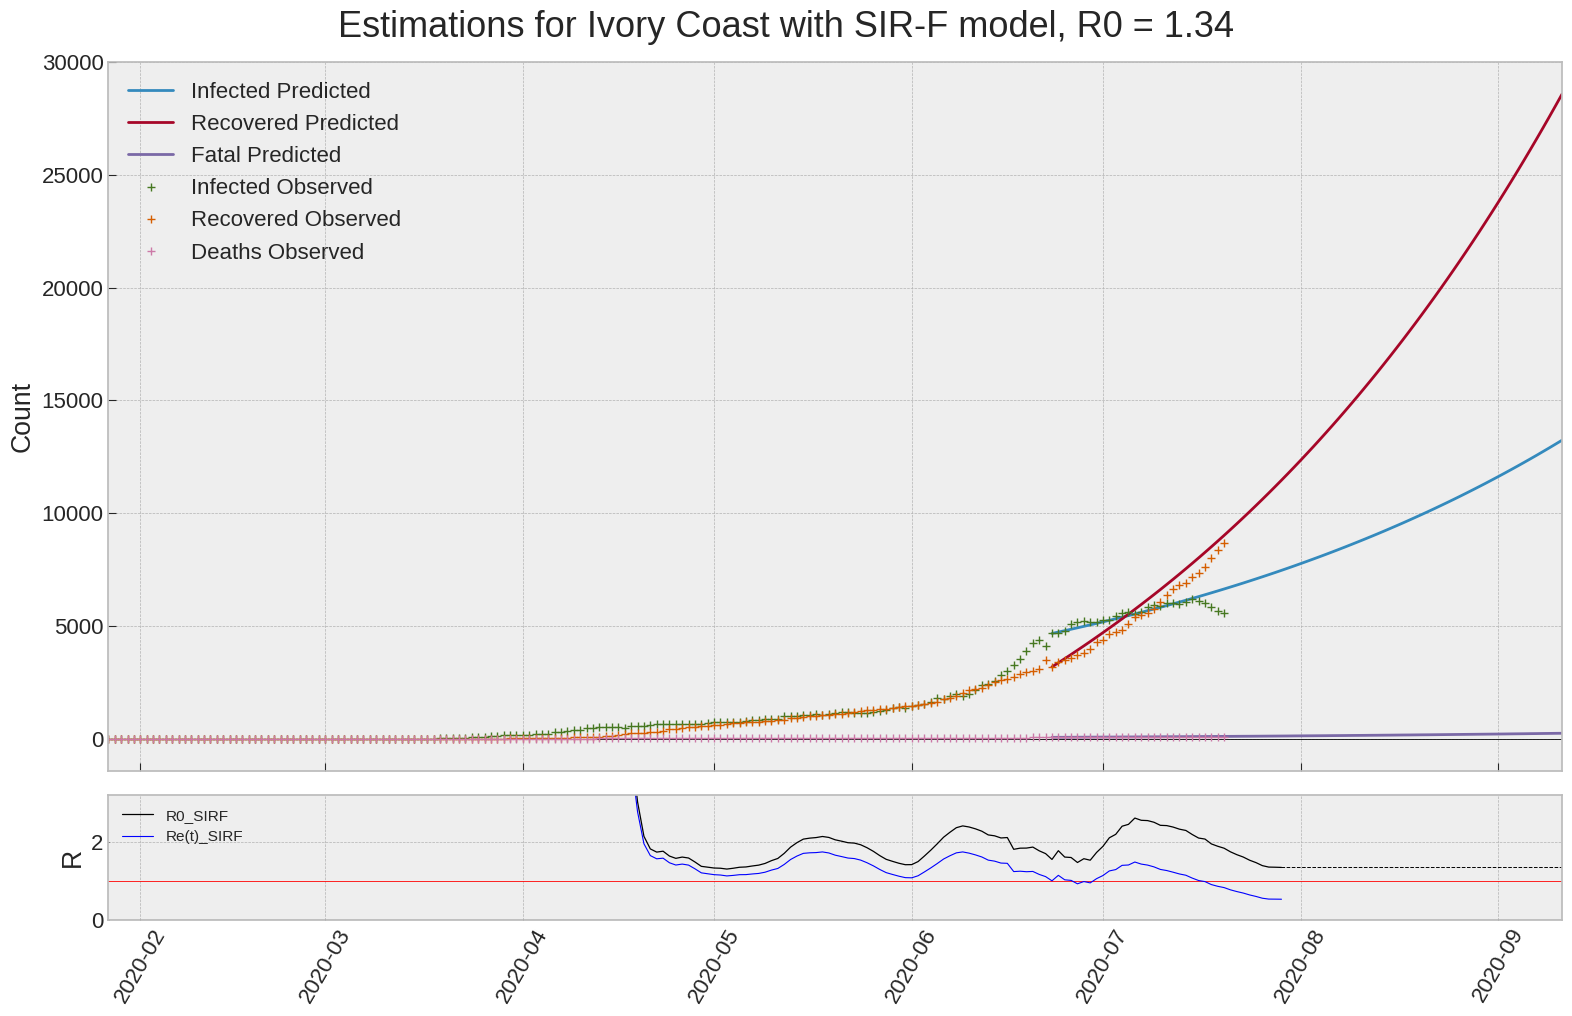 Estimations for Ivory Coast with SIR-F model, R0 = 1.34
30000
25000
20000
15000
10000
5000
0
Count
Infected Predicted
Recovered Predicted
Fatal Predicted
Infected Observed
Recovered Observed
Deaths Observed
R0_SIRF
Re(t)_SIRF
2
0
R
2020-02
2020-03
2020-04
2020-05
2020-06
2020-07
2020-08
2020-09